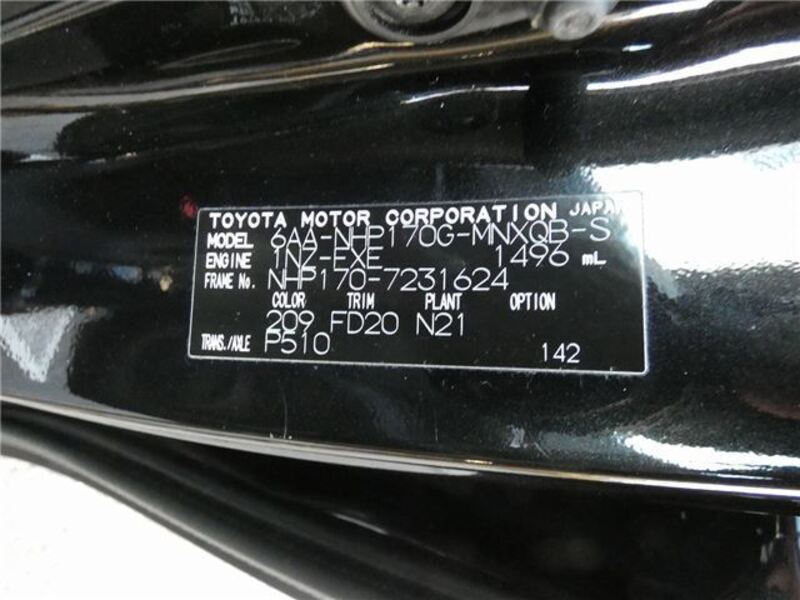 TOYOTA MOTOR CORPORATION JAPAN
MODEL 6AA-NHP170G-MNXQB-S
ENGINE 1NZ-EXE 1496 mL
FRAME No. NHP170-7231624
COLOR TRIM PLANT OPTION
209 FD20 N21
TRANS./AXLE P510 142